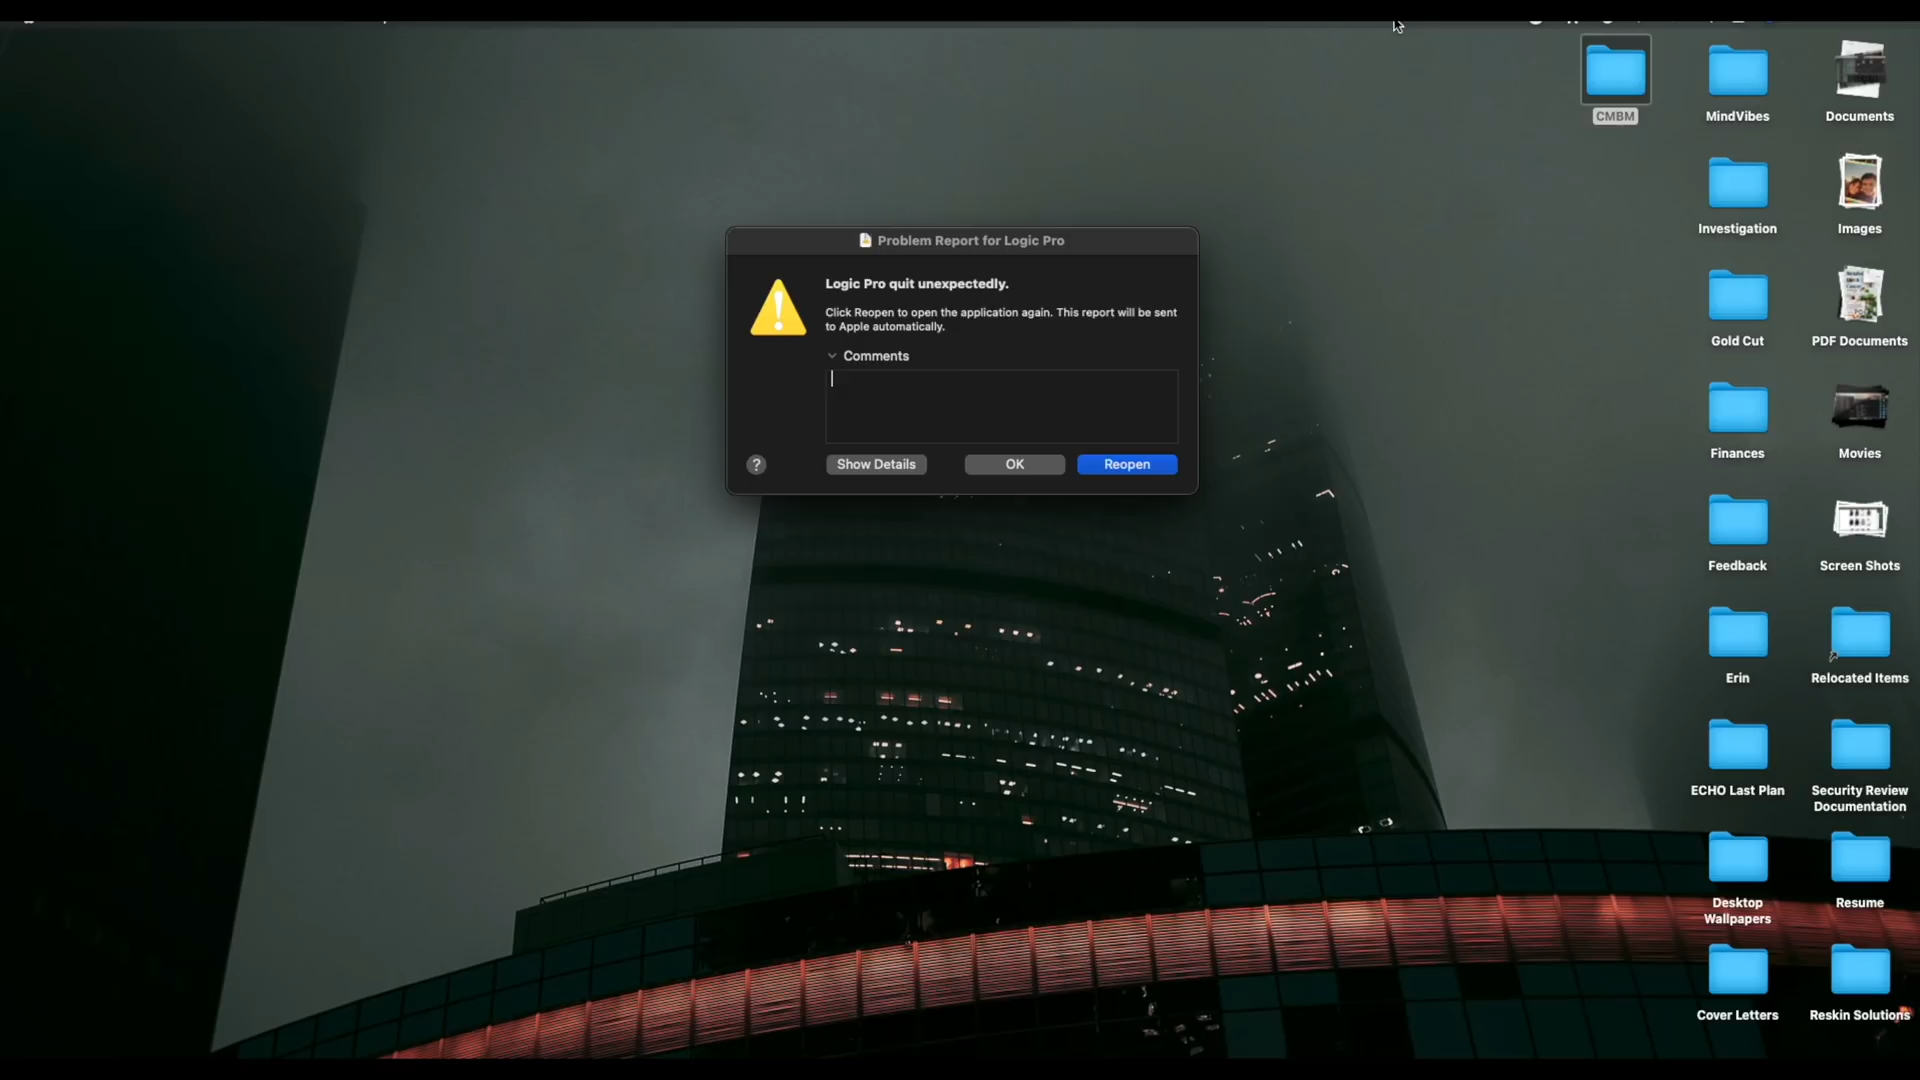 Problem Report for Logic Pro
Logic Pro quit unexpectedly.
Click Reopen to open the application again. This report will be sent
to Apple automatically.
Comments
?
Show Details
OK
Reopen
CMBM
MindVibes
Documents
Investigation
Images
Gold Cut
PDF Documents
Finances
Movies
Feedback
Screen Shots
Erin
Relocated Items
ECHO Last Plan
Security Review
Documentation
Desktop
Wallpapers
Resume
Cover Letters
Reskin Solutions